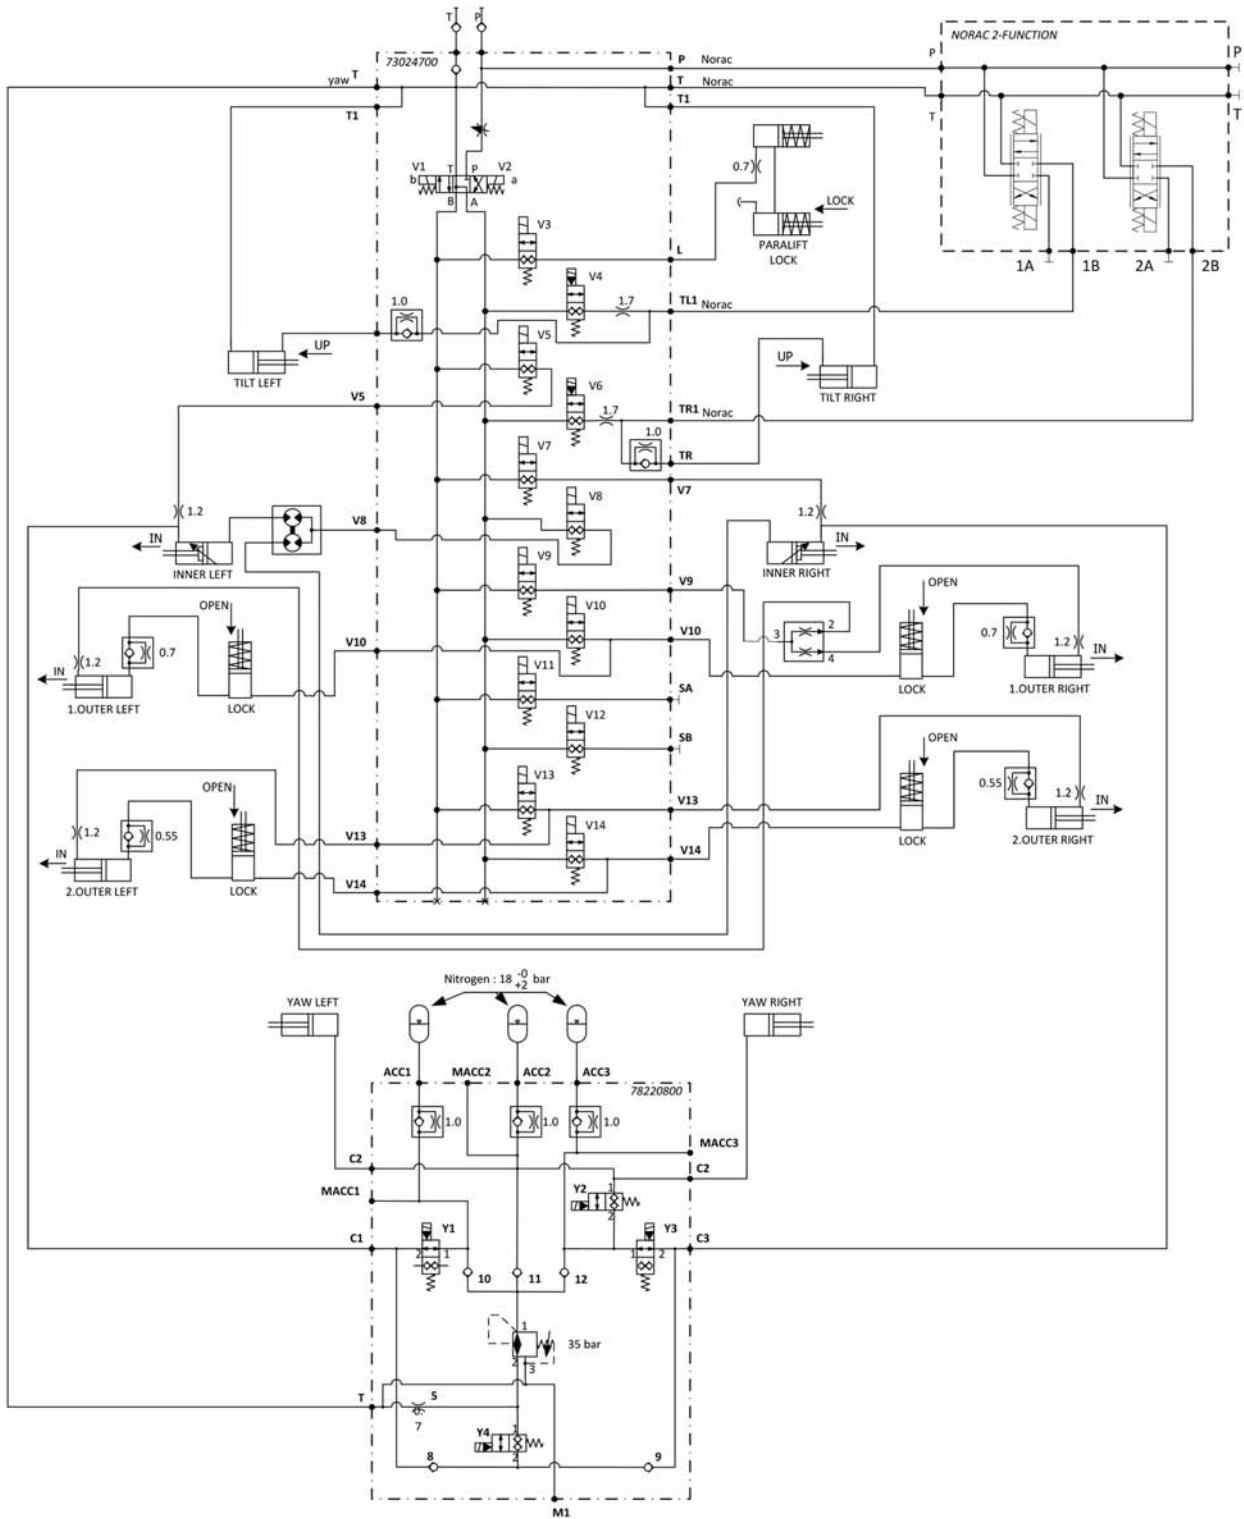 T P
NORAC 2-FUNCTION
73024700
P Norac P
yaw T T Norac
T1 T1 T T
V1 T P V2
b a
B A
0.7
LOCK
PARALIFT
LOCK
V3
L
1A 1B 2A 2B
V4
1.0 1.7 TL1 Norac
V5
UP UP
TILT LEFT TILT RIGHT
V6
V5
1.7 TR1 Norac
1.0
V7 TR
V7
V8
1.2 V8 1.2
IN IN
V9
INNER LEFT INNER RIGHT
V9
OPEN OPEN
V10
2
0.7 3 V10 0.7
1.2 V10 4 1.2
IN V11 IN
SA
1.OUTER LEFT LOCK LOCK 1.OUTER RIGHT
V12
SB OPEN
V13
OPEN 0.55 1.2 IN
V13
1.2 0.55 V13 V14
LOCK 2.OUTER RIGHT
IN V14
2.OUTER LEFT LOCK V14
Nitrogen : 18 -0 +2 bar
YAW LEFT YAW RIGHT
ACC1 MACC2 ACC2 ACC3
78220800
1.0 1.0 1.0
MACC3
C2 C2
Y2 1
MACC1 2
Y1 Y3
C1 2 1 1 2 C3
10 11 12
1
35 bar
2 3
T 5
0.
7
Y4 1
2
8 9
M1